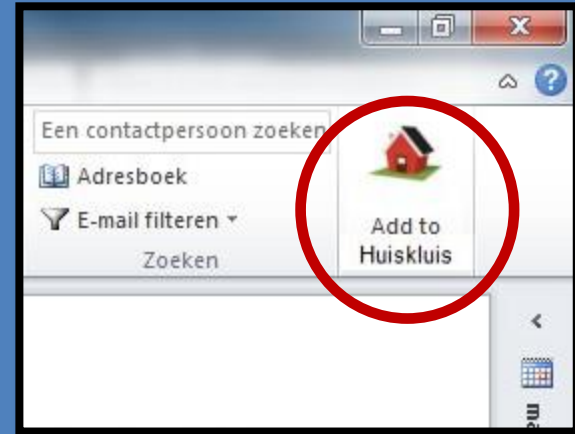 Een contactpersoon zoeken
Adresboek
E-mail filteren
Zoeken
Add to
Huiskluis